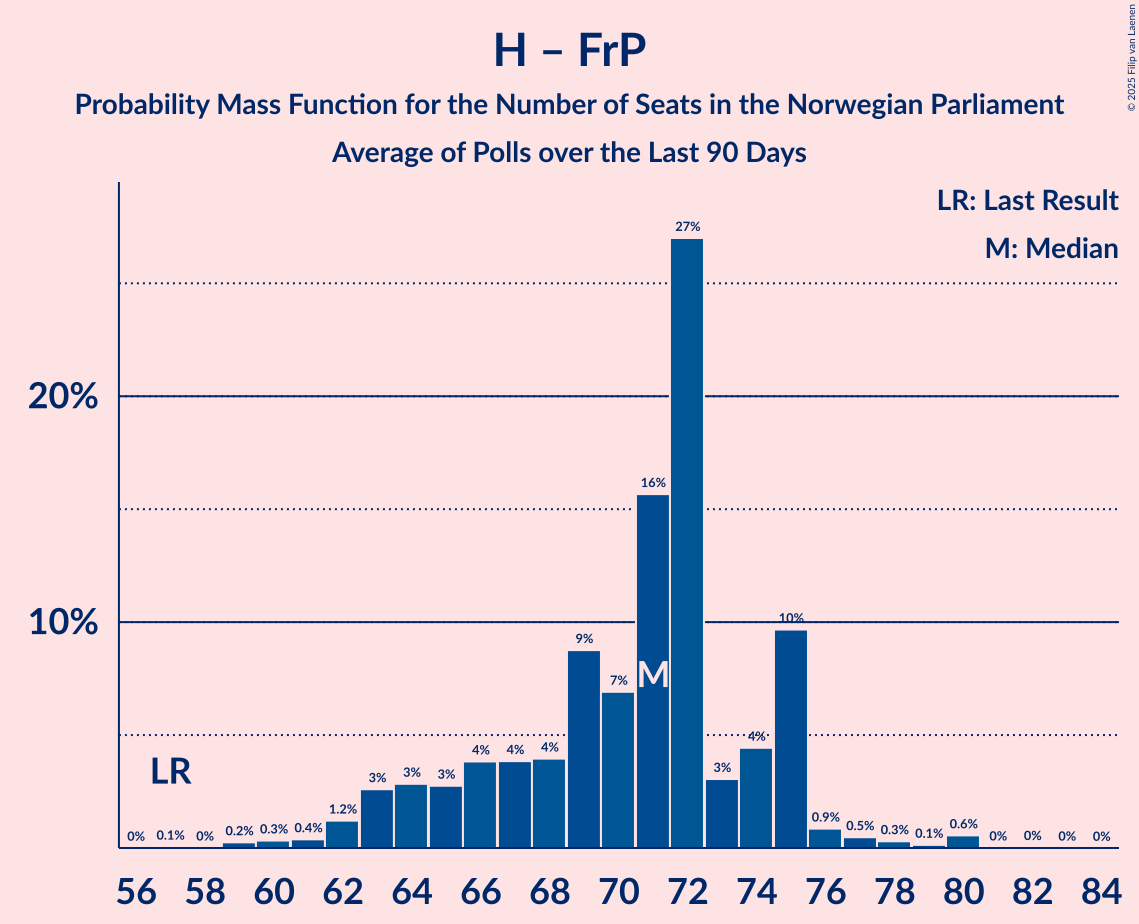 H – FrP
Probability Mass Function for the Number of Seats in the Norwegian Parliament
Average of Polls over the Last 90 Days
© 2025 Filip van Laenen
LR: Last Result
M: Median
20%
10%
LR
M
0% 0.1% 0% 0.2% 0.3% 0.4% 1.2% 3% 3% 3% 4% 4% 4% 9% 7% 16% 27% 3% 4% 10% 0.9% 0.5% 0.3% 0.1% 0.6% 0% 0% 0% 0%
56 58 60 62 64 66 68 70 72 74 76 78 80 82 84